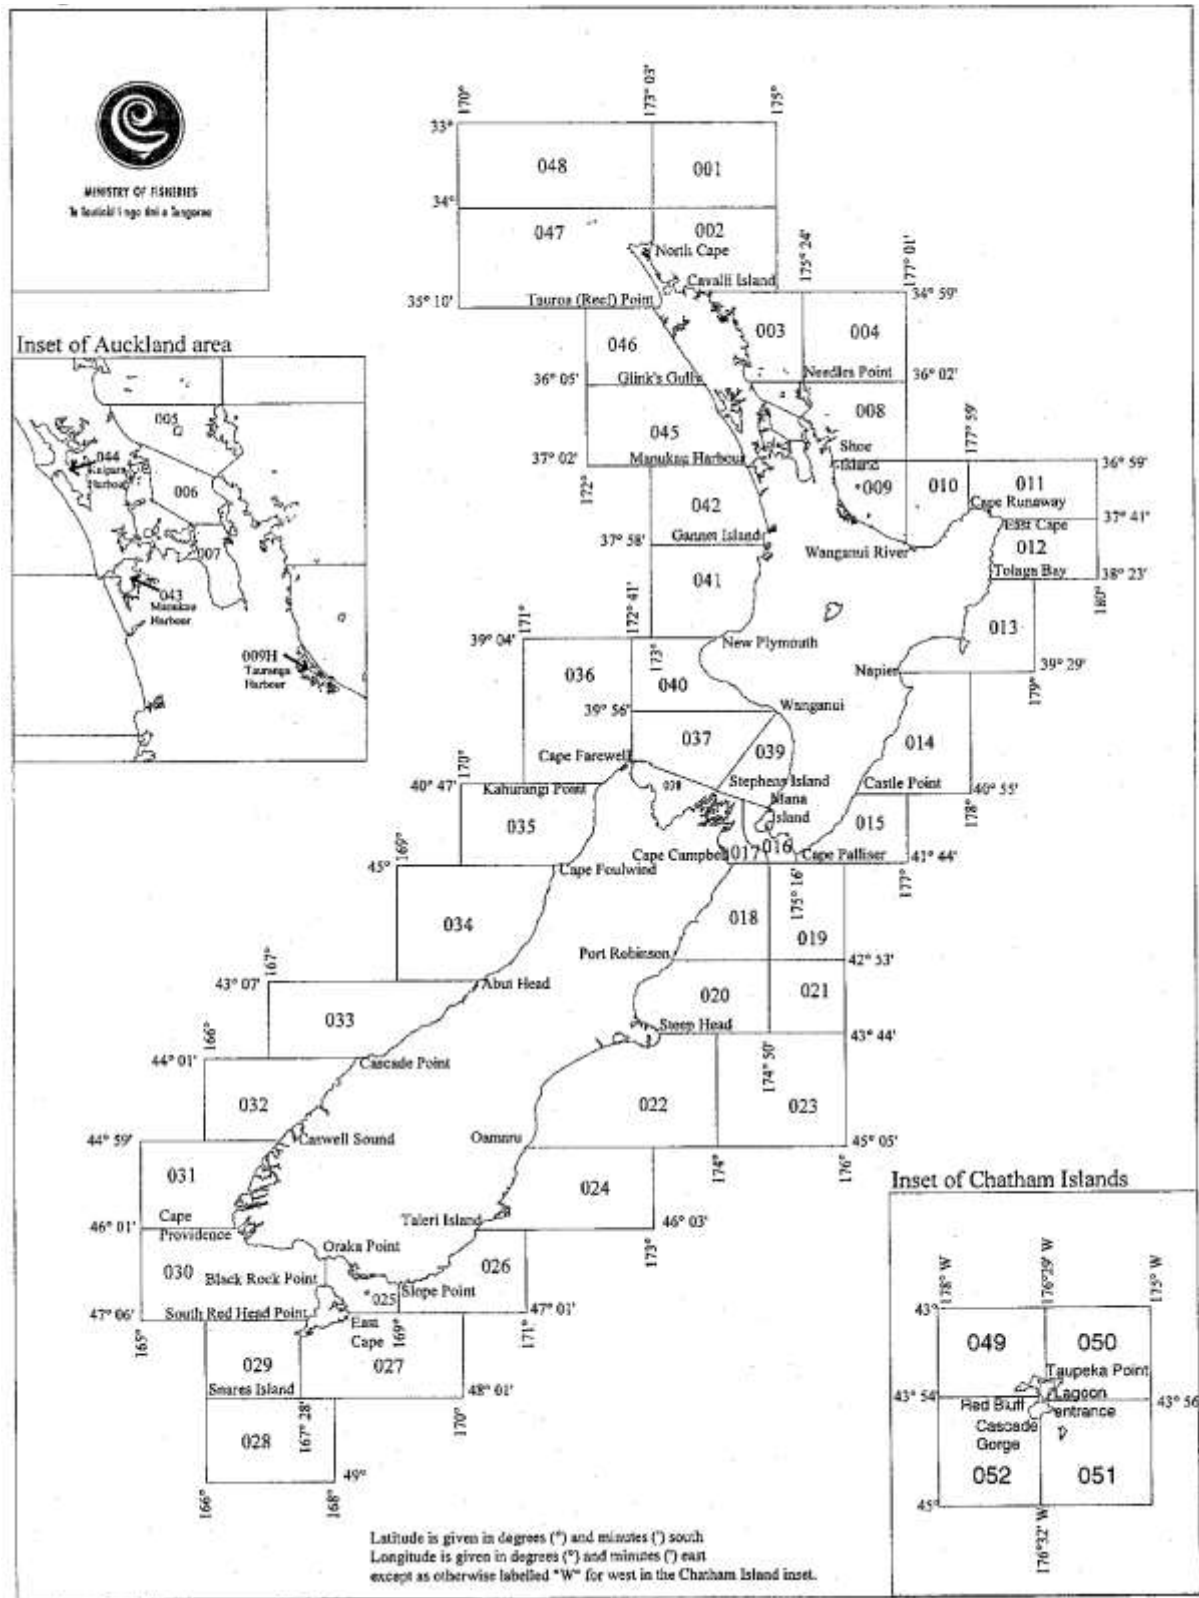 MINISTRY OF FISHERIES
170°
173° 03'
175°
33°
048
001
34°
047
002
North Cape
175° 24'
177° 01'
Cavalli Island
35° 10'
Tauroa (Reef) Point
34° 59'
003
004
046
36° 05'
Needles Point
36° 02'
008
177° 59'
045
Shoe Island
37° 02'
Manukau Harbour
36° 59'
172°
009
010
011
Cape Runaway
042
East Cape
37° 41'
Gannet Island
37° 58'
Wanganui River
012
041
Tolaga Bay
38° 23'
180°
172° 41'
171°
013
39° 04'
New Plymouth
173°
036
040
Napier
39° 29'
179°
39° 56'
Wanganui
037
014
Cape Farewell
039
170°
Stephens Island
Castle Point
40° 47'
Kahurangi Point
038
Mana Island
40° 55'
178°
035
015
169°
017
016
Cape Campbell
Cape Palliser
41° 44'
45°
Cape Foulwind
177°
175° 16'
018
034
019
Port Robinson
42° 53'
167°
43° 07'
Abut Head
020
021
033
Steep Head
43° 44'
166°
44° 01'
Cascade Point
174° 50'
032
022
023
44° 59'
Caswell Sound
Oamaru
45° 05'
174°
176°
031
024
Cape Providence
46° 01'
Taleri Island
46° 03'
173°
Oraka Point
030
026
Black Rock Point
Slope Point
025
47° 06'
South Red Head Point
47° 01'
East Cape
169°
171°
165°
029
027
Snares Island
48° 01'
167° 28'
170°
028
49°
166°
168°
Inset of Auckland area
005
044
Kaipara Harbour
006
007
043
Manukau Harbour
009H
Tauranga Harbour
Inset of Chatham Islands
178° W
176°29' W
175° W
43°
049
050
Taupeka Point
43° 54'
Red Bluff
Lagoon entrance
43° 56'
Cascade Gorge
052
051
45°
176°32' W
Latitude is given in degrees (°) and minutes (') south
Longitude is given in degrees (°) and minutes (') east
except as otherwise labelled "W" for west in the Chatham Island inset.